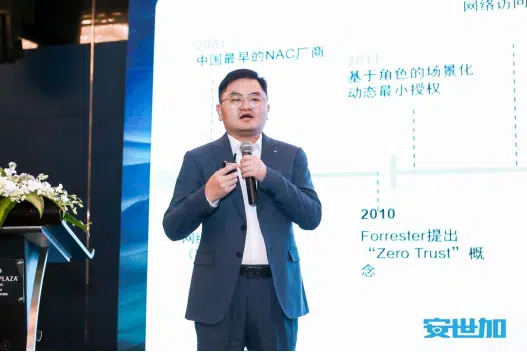 网络访问
2004
中国最早的NAC厂商
2011
基于角色的场景化
动态最小授权
2010
Forrester提出
“Zero Trust”概
念
PLAZA
安世加